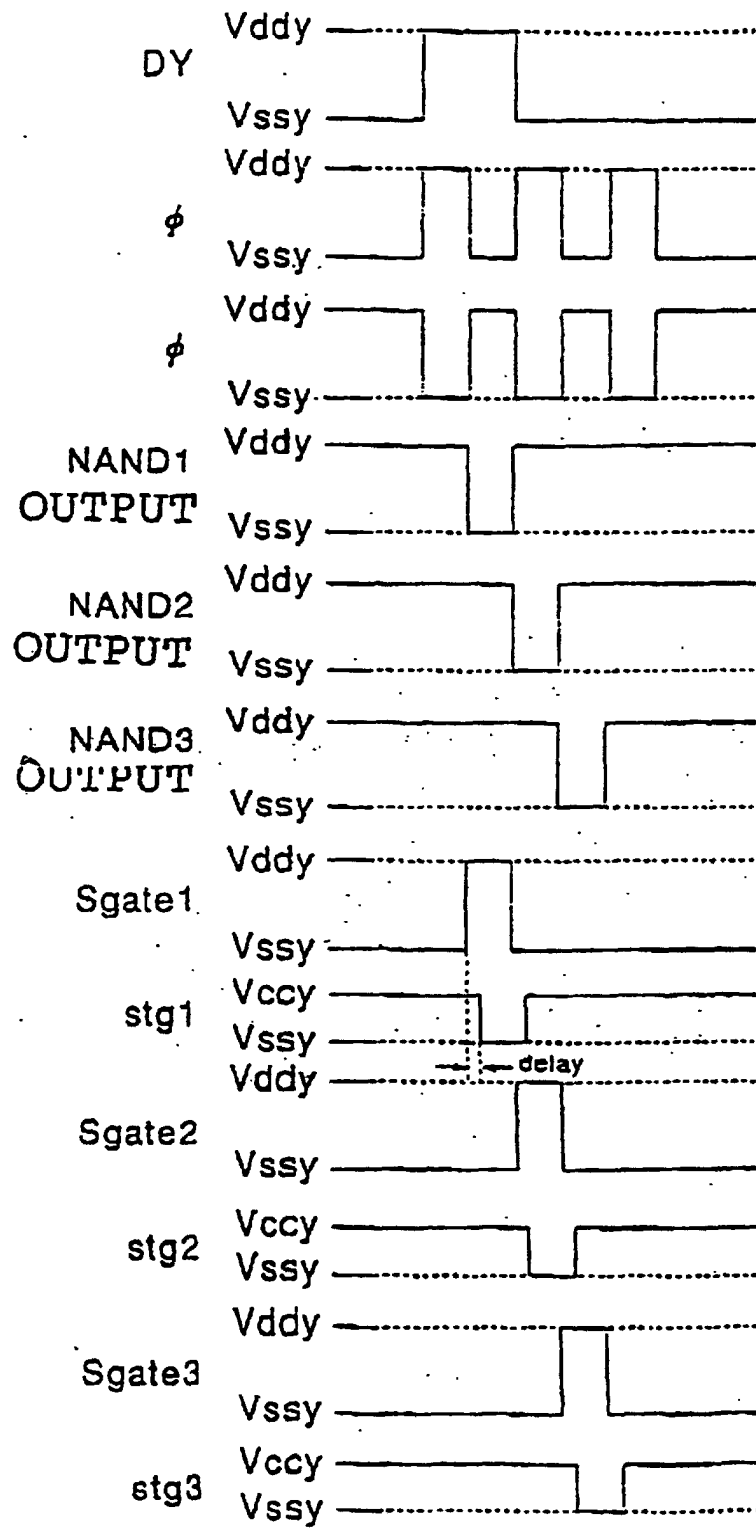 Vddy
DY
Vssy
Vddy
ϕ
Vssy
Vddy
ϕ
Vssy
Vddy
NAND1
OUTPUT
Vssy
Vddy
NAND2
OUTPUT
Vssy
Vddy
NAND3
OUTPUT
Vssy
Vddy
Sgate1
Vssy
Vccy
stg1
Vssy
delay
Vddy
Sgate2
Vssy
Vccy
stg2
Vssy
Vddy
Sgate3
Vssy
Vccy
stg3
Vssy